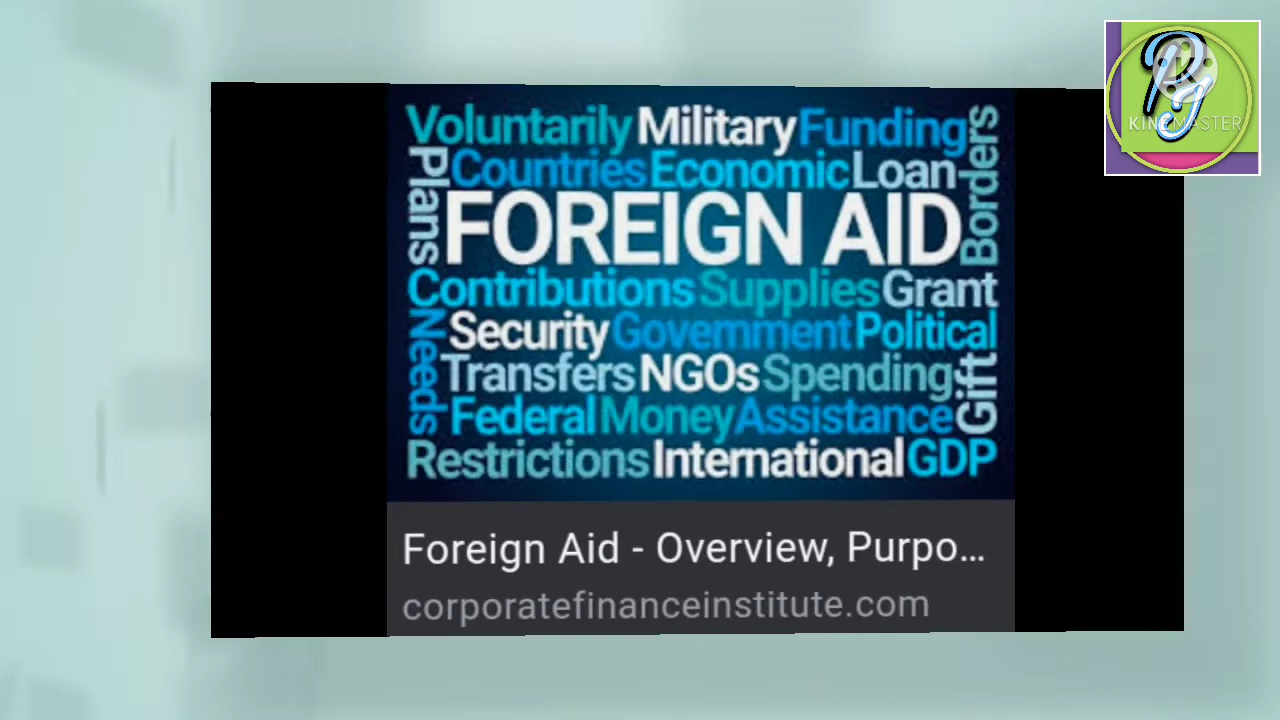 Voluntarily Military Funding
Borders
Plans
Countries Economic Loan
FOREIGN AID
Contributions Supplies Grant
Needs
Security Government Political
Transfers NGOs Spending
Gift
Federal Money Assistance
Restrictions International GDP
Foreign Aid - Overview, Purpo...
corporatefinanceinstitute.com
KINEMASTER